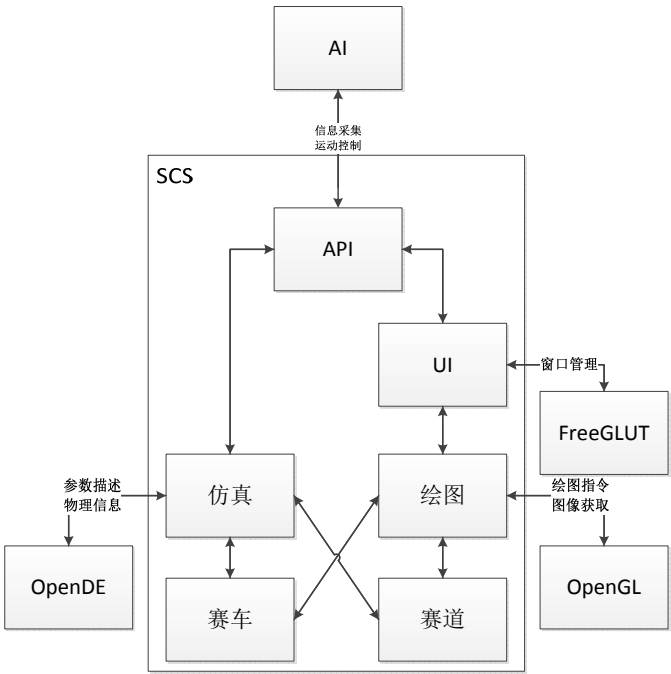 AI
信息采集
运动控制
SCS
API
UI
窗口管理
FreeGLUT
参数描述
物理信息
仿真
绘图
绘图指令
图像获取
OpenDE
赛车
赛道
OpenGL